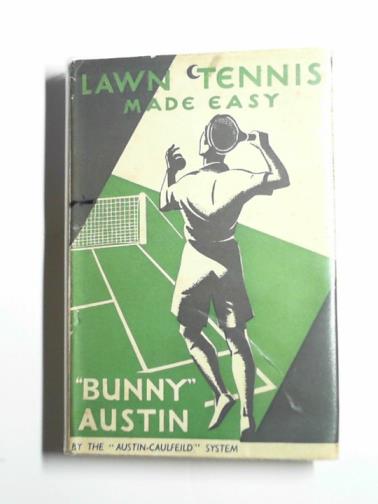 LAWN TENNIS
MADE EASY
"BUNNY"
AUSTIN
BY THE "AUSTIN-CAULFEILD" SYSTEM